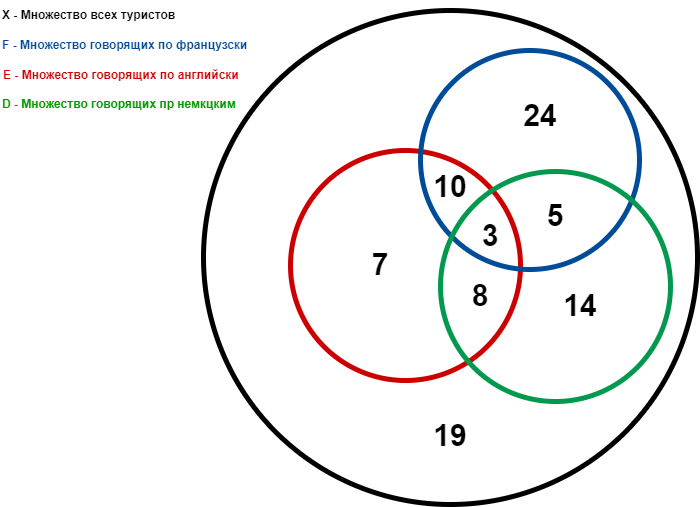 X - Множество всех туристов
F - Множество говорящих по французски
E - Множество говорящих по английски
D - Множество говорящих пр немкцким
24
10
5
3
7
8
14
19